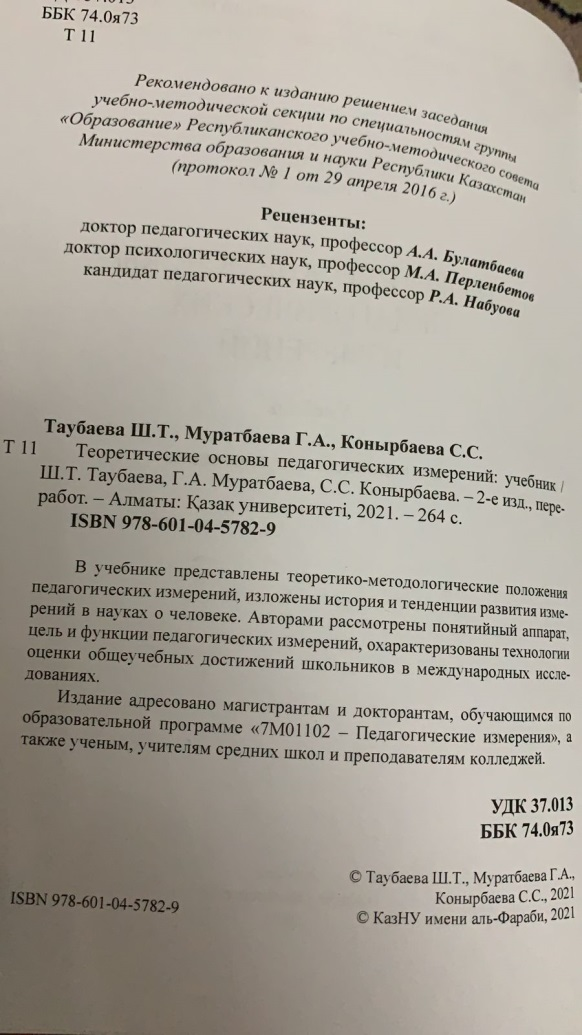 ББК 74.0я73
Т 11
Рекомендовано к изданию решением заседания
учебно-методической секции по специальностям группы
«Образование» Республиканского учебно-методического совета
Министерства образования и науки Республики Казахстан
(протокол № 1 от 29 апреля 2016 г.)
Рецензенты:
доктор педагогических наук, профессор А.А. Булатбаева
доктор психологических наук, профессор М.А. Перленбетов
кандидат педагогических наук, профессор Р.А. Набуова
Таубаева Ш.Т., Муратбаева Г.А., Конырбаева С.С.
Т 11 Теоретические основы педагогических измерений: учебник /
Ш.Т. Таубаева, Г.А. Муратбаева, С.С. Конырбаева. – 2-е изд., пере-
работ. – Алматы: Қазақ университеті, 2021. – 264 с.
ISBN 978-601-04-5782-9
В учебнике представлены теоретико-методологические положения
педагогических измерений, изложены история и тенденции развития изме-
рений в науках о человеке. Авторами рассмотрены понятийный аппарат,
цель и функции педагогических измерений, охарактеризованы технологии
оценки общеучебных достижений школьников в международных иссле-
дованиях.
Издание адресовано магистрантам и докторантам, обучающимся по
образовательной программе «7М01102 – Педагогические измерения», а
также ученым, учителям средних школ и преподавателям колледжей.
УДК 37.013
ББК 74.0я73
© Таубаева Ш.Т., Муратбаева Г.А.,
Конырбаева С.С., 2021
ISBN 978-601-04-5782-9
© КазНУ имени аль-Фараби, 2021